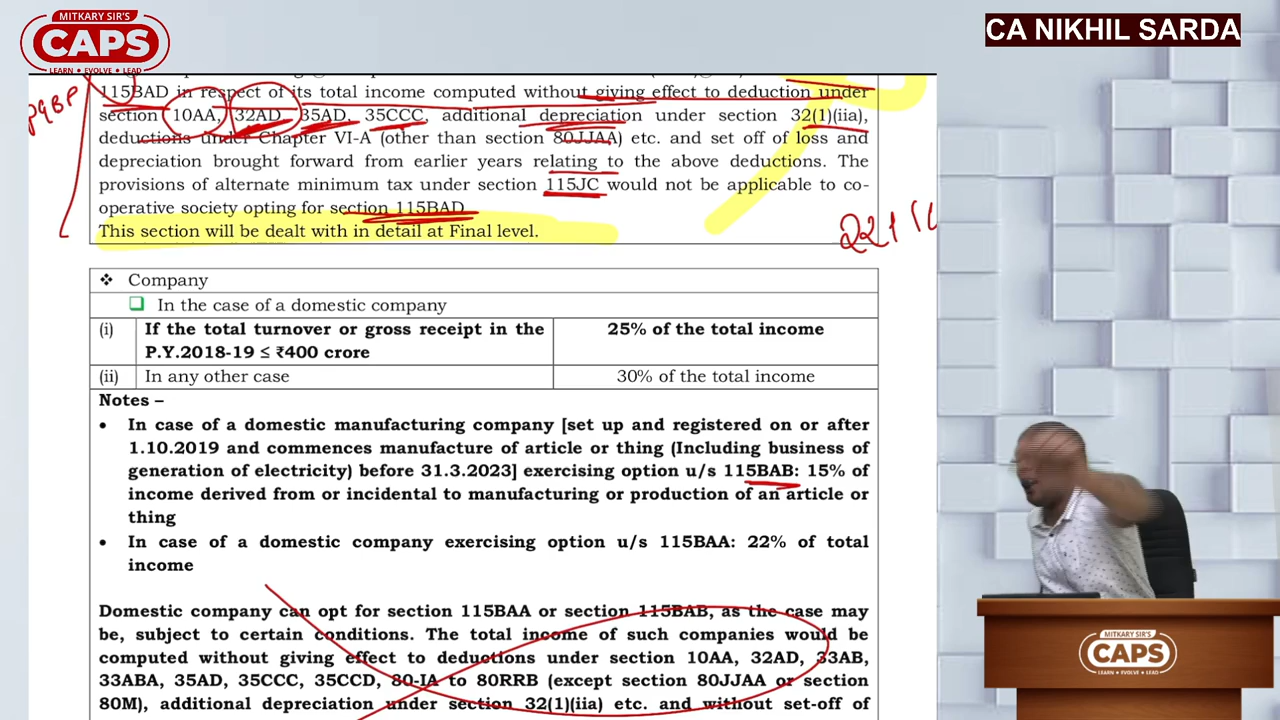 MITKARY SIR'S
CAPS
LEARN • EVOLVE • LEAD
CA NIKHIL SARDA
115BAD in respect of its total income computed without giving effect to deduction under
section 10AA, 32AD, 35AD, 35CCC, additional depreciation under section 32(1)(iia),
deductions under Chapter VI-A (other than section 80JJAA) etc. and set off of loss and
depreciation brought forward from earlier years relating to the above deductions. The
provisions of alternate minimum tax under section 115JC would not be applicable to co-
operative society opting for section 115BAD
This section will be dealt with in detail at Final level.
PGBP
❖ Company
❑ In the case of a domestic company
(i) If the total turnover or gross receipt in the 25% of the total income
P.Y.2018-19 ≤ ₹400 crore
(ii) In any other case 30% of the total income
Notes –
• In case of a domestic manufacturing company [set up and registered on or after
1.10.2019 and commences manufacture of article or thing (Including business of
generation of electricity) before 31.3.2023] exercising option u/s 115BAB: 15% of
income derived from or incidental to manufacturing or production of an article or
thing
• In case of a domestic company exercising option u/s 115BAA: 22% of total
income
Domestic company can opt for section 115BAA or section 115BAB, as the case may
be, subject to certain conditions. The total income of such companies would be
computed without giving effect to deductions under section 10AA, 32AD, 33AB,
33ABA, 35AD, 35CCC, 35CCD, 80-IA to 80RRB (except section 80JJAA or section
80M), additional depreciation under section 32(1)(iia) etc. and without set-off of
MITKARY SIR'S
CAPS
LEARN • EVOLVE • LEAD